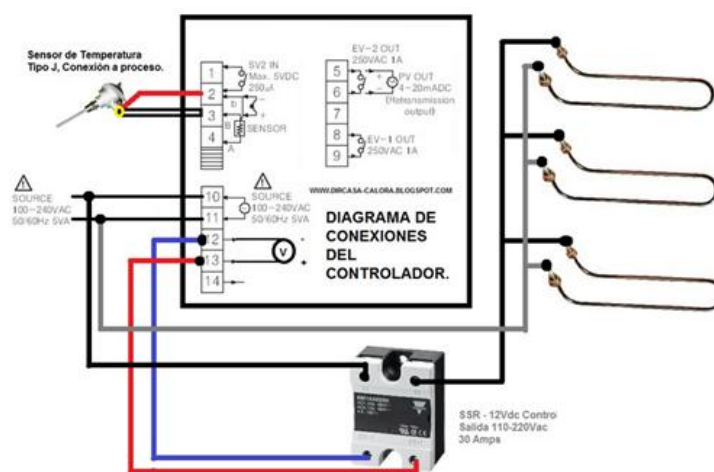 Sensor de Temperatura
Tipo J, Conexión a proceso.
1
2
3
4
SV2 IN
Max. 5VDC
250uA
b
-
+
B
SENSOR
A
5
6
7
8
9
EV-2 OUT
250VAC 1A
+
-
PV OUT
4-20mADC
(Retransmission
output)
EV-1 OUT
250VAC 1A
WWW.DIRCASA-CALORA.BLOGSPOT.COM
SOURCE
100-240VAC
50/60Hz 5VA
10
11
12
13
14
SOURCE
100-240VAC
50/60Hz 5VA
V
-
+
DIAGRAMA DE
CONEXIONES
DEL
CONTROLADOR.
SSR - 12Vdc Control
Salida 110-220Vac
30 Amps